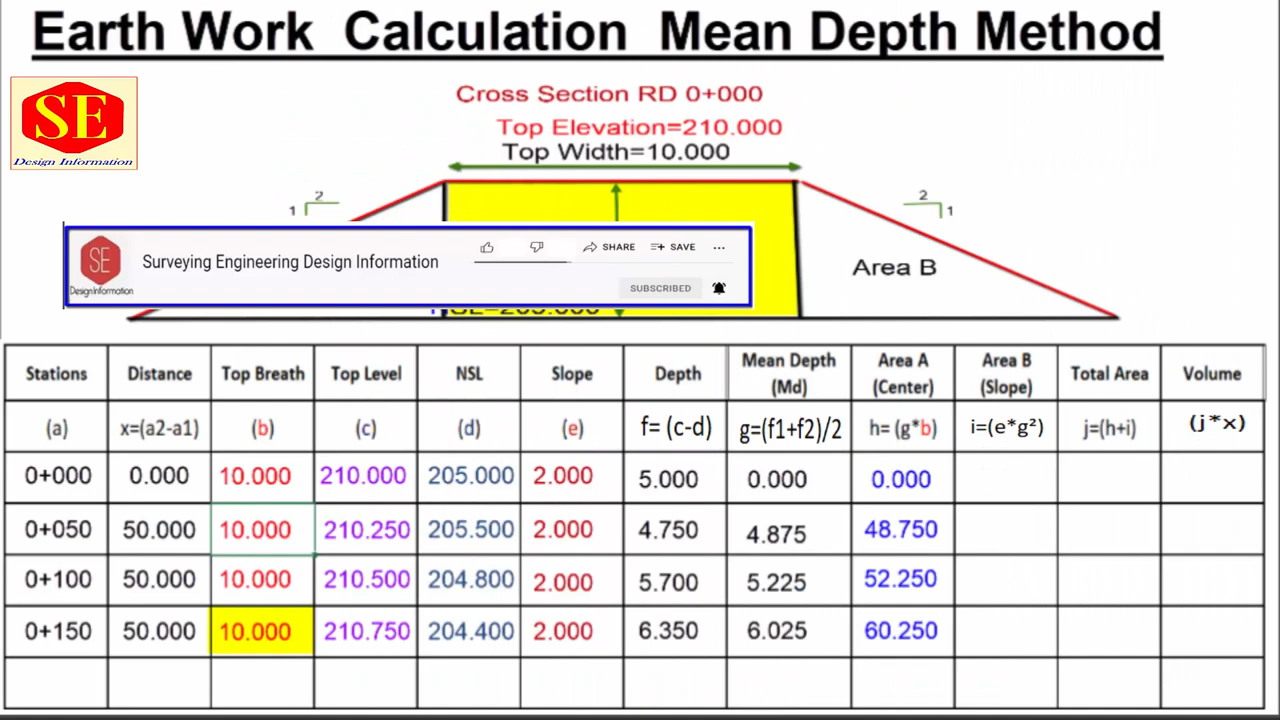 Earth Work Calculation Mean Depth Method
SE
Design Information
Cross Section RD 0+000
Top Elevation=210.000
Top Width=10.000
2
1
2
1
SE
DesignInformation
Surveying Engineering Design Information
SHARE
SAVE
SUBSCRIBED
Area B
Stations Distance Top Breath Top Level NSL Slope Depth Mean Depth (Md) Area A (Center) Area B (Slope) Total Area Volume
(a) x=(a2-a1) (b) (c) (d) (e) f= (c-d) g=(f1+f2)/2 h= (g*b) i=(e*g²) j=(h+i) (j*x)
0+000 0.000 10.000 210.000 205.000 2.000 5.000 0.000 0.000
0+050 50.000 10.000 210.250 205.500 2.000 4.750 4.875 48.750
0+100 50.000 10.000 210.500 204.800 2.000 5.700 5.225 52.250
0+150 50.000 10.000 210.750 204.400 2.000 6.350 6.025 60.250